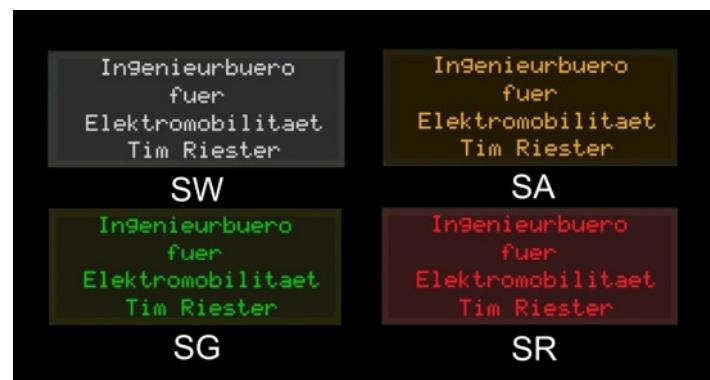 Ingenieurbuero
fuer
Elektromobilitaet
Tim Riester
SW
Ingenieurbuero
fuer
Elektromobilitaet
Tim Riester
SA
Ingenieurbuero
fuer
Elektromobilitaet
Tim Riester
SG
Ingenieurbuero
fuer
Elektromobilitaet
Tim Riester
SR